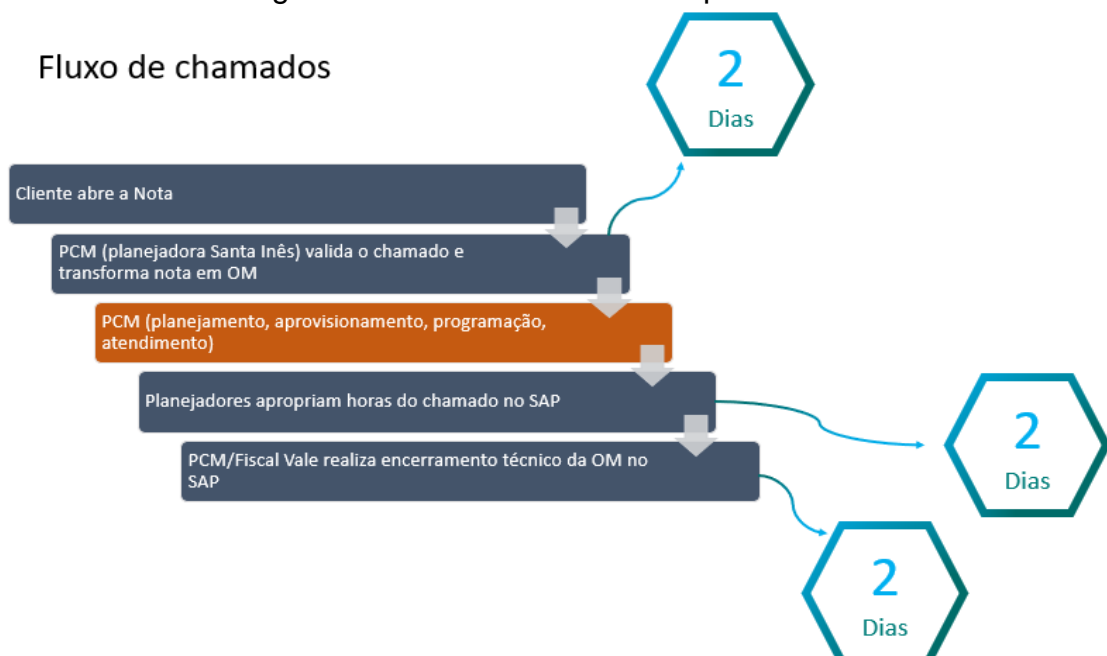 Fluxo de chamados
2
Dias
Cliente abre a Nota
PCM (planejadora Santa Inês) valida o chamado e
transforma nota em OM
PCM (planejamento, aprovisionamento, programação,
atendimento)
Planejadores apropriam horas do chamado no SAP
2
Dias
PCM/Fiscal Vale realiza encerramento técnico da OM no
SAP
2
Dias